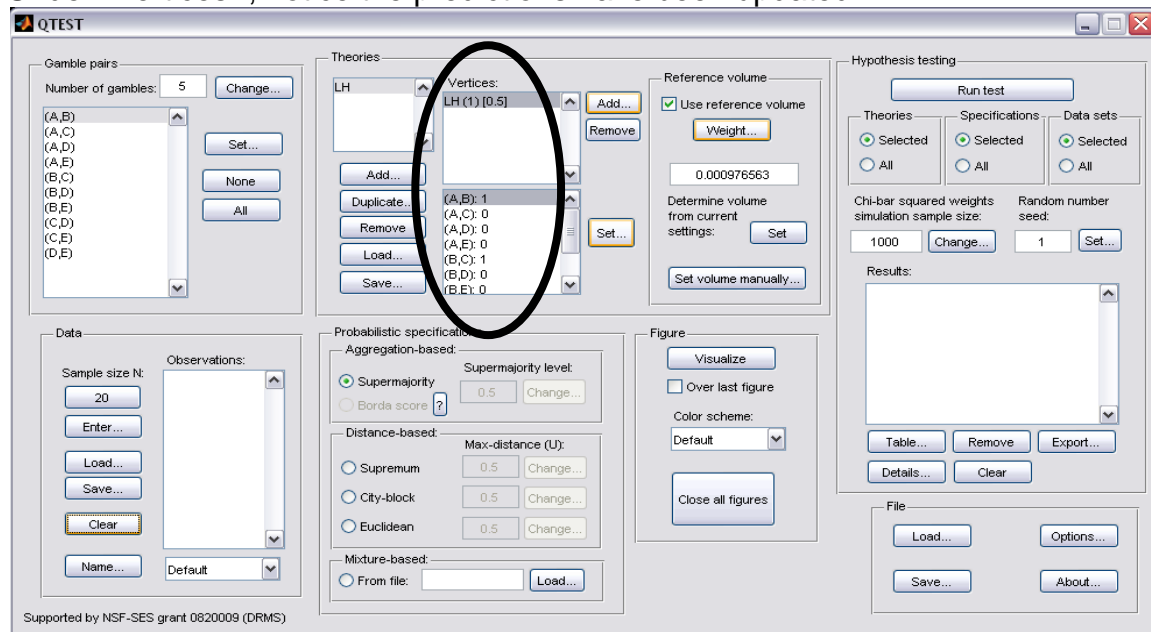 QTEST
Gamble pairs
Number of gambles: 5 Change...
(A,B)
(A,C)
(A,D)
(A,E)
(B,C)
(B,D)
(B,E)
(C,D)
(C,E)
(D,E)
Set...
None
All
Theories
LH
Add...
Duplicate...
Remove
Load...
Save...
Vertices:
LH (1) [0.5]
Add...
Remove
(A,B): 1
(A,C): 0
(A,D): 0
(A,E): 0
(B,C): 1
(B,D): 0
(B,E): 0
Set...
Reference volume
Use reference volume
Weight...
0.000976563
Determine volume
from current
settings: Set
Set volume manually...
Hypothesis testing
Run test
Theories
Selected
All
Specifications
Selected
All
Data sets
Selected
All
Chi-bar squared weights
simulation sample size:
1000 Change...
Random number
seed:
1 Set...
Results:
Table... Remove Export...
Details... Clear
Data
Sample size N:
20
Enter...
Load...
Save...
Clear
Name... Default
Observations:
Probabilistic specification
Aggregation-based:
Supermajority level:
Supermajority 0.5 Change...
Borda score ?
Distance-based:
Max-distance (U):
Supremum 0.5 Change...
City-block 0.5 Change...
Euclidean 0.5 Change...
Mixture-based:
From file: Load...
Figure
Visualize
Over last figure
Color scheme:
Default
Close all figures
File
Load... Options...
Save... About...
Supported by NSF-SES grant 0820009 (DRMS)